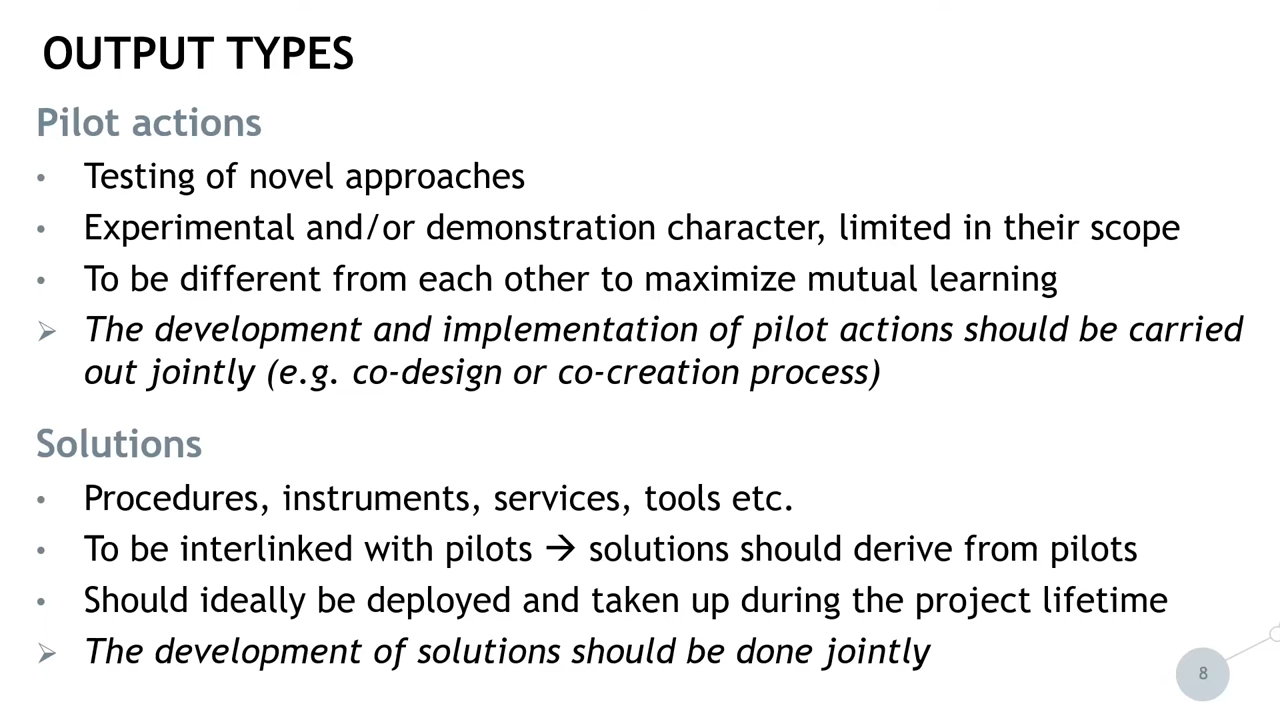 OUTPUT TYPES
Pilot actions
• Testing of novel approaches
• Experimental and/or demonstration character, limited in their scope
• To be different from each other to maximize mutual learning
➢ The development and implementation of pilot actions should be carried
out jointly (e.g. co-design or co-creation process)
Solutions
• Procedures, instruments, services, tools etc.
• To be interlinked with pilots → solutions should derive from pilots
• Should ideally be deployed and taken up during the project lifetime
➢ The development of solutions should be done jointly
8